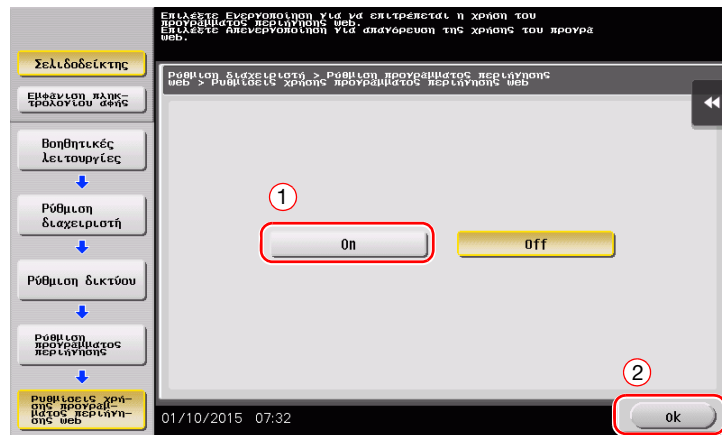 Επιλέξτε Ενεργοποίηση για να επιτρέπεται η χρήση του
προγράμματος περιήγησης web.
Επιλέξτε Απενεργοποίηση για απαγόρευση της χρήσης του προγρά
web.
Σελιδοδείκτης
Εμφάνιση πληκ-
τρολογίου αφής
Βοηθητικές
λειτουργίες
Ρύθμιση
διαχειριστή
Ρύθμιση δικτύου
Ρύθμιση
προγράμματος
περιήγησης
Ρυθμίσεις χρή-
σης προγράμ-
ματος περιήγη-
σης web
Ρύθμιση διαχειριστή > Ρύθμιση προγράμματος περιήγησης
web > Ρυθμίσεις χρήσης προγράμματος περιήγησης web
1
On
Off
2
01/10/2015 07:32
ok